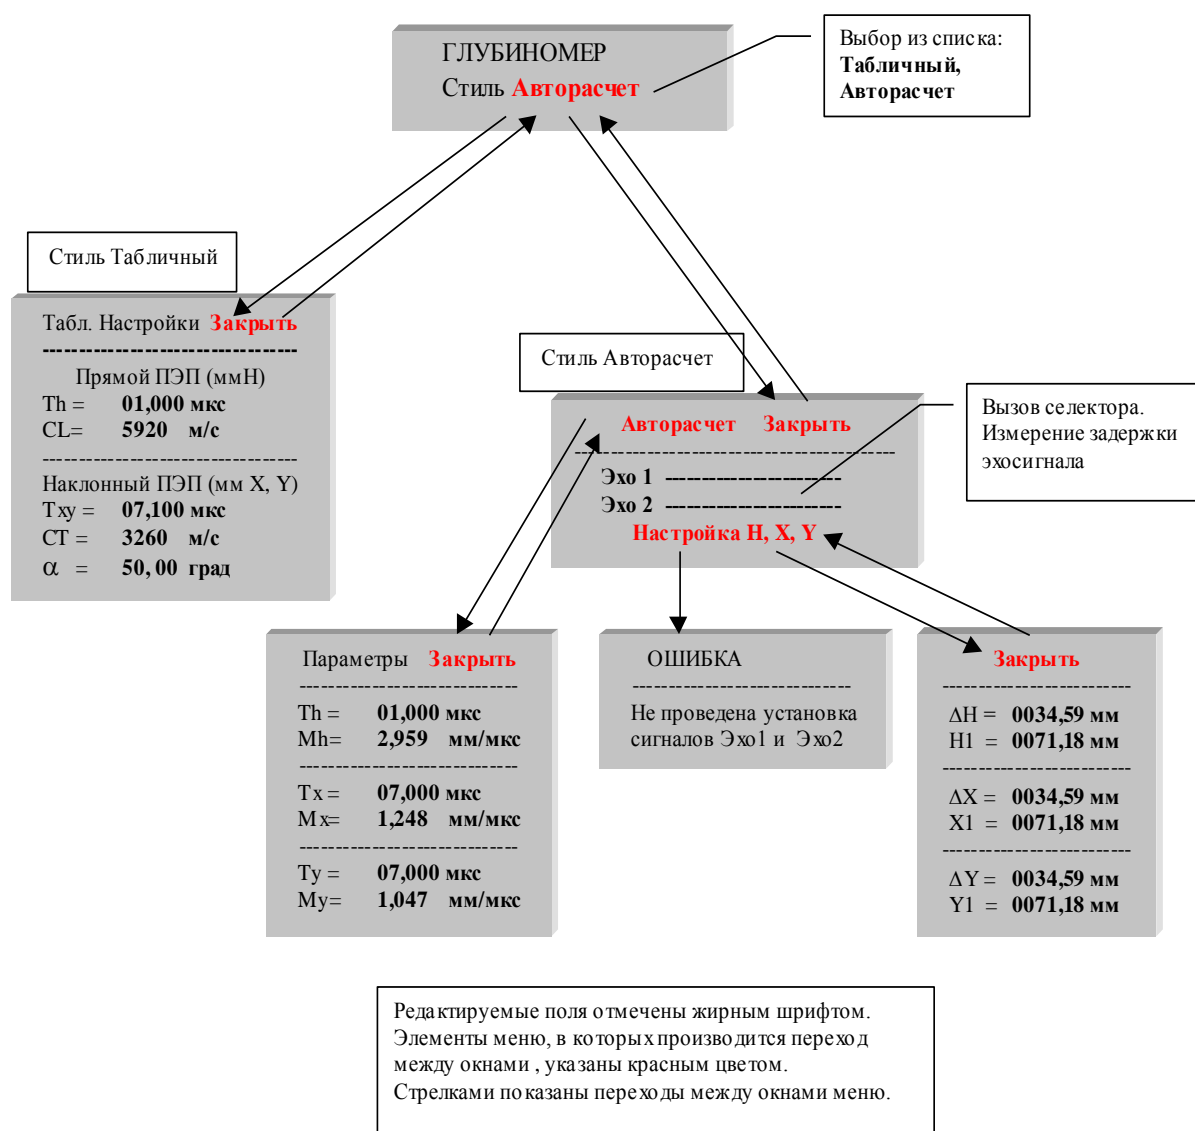 ГЛУБИНОМЕР
Стиль Авторасчет
Выбор из списка:
Табличный,
Авторасчет
Стиль Табличный
Табл. Настройки Закрыть
------------------------------------
Прямой ПЭП (ммH)
Th = 01,000 мкс
CL= 5920 м/с
------------------------------------
Наклонный ПЭП (мм X, Y)
Txy = 07,100 мкс
CT = 3260 м/с
α = 50,00 град
Стиль Авторасчет
Авторасчет Закрыть
--------------------------------------------
Эхо 1 ------------------------
Эхо 2 ------------------------
Настройка H, X, Y
Вызов селектора.
Измерение задержки
эхосигнала
Параметры Закрыть
------------------------------
Th = 01,000 мкс
Mh= 2,959 мм/мкс
------------------------------
Tx = 07,000 мкс
Mx= 1,248 мм/мкс
------------------------------
Ty = 07,000 мкс
My= 1,047 мм/мкс
ОШИБКА
------------------------------
Не проведена установка
сигналов Эхо1 и Эхо2
Закрыть
--------------------------
ΔH = 0034,59 мм
H1 = 0071,18 мм
--------------------------
ΔX = 0034,59 мм
X1 = 0071,18 мм
--------------------------
ΔY = 0034,59 мм
Y1 = 0071,18 мм
Редактируемые поля отмечены жирным шрифтом.
Элементы меню, в которых производится переход
между окнами , указаны красным цветом.
Стрелками показаны переходы между окнами меню.